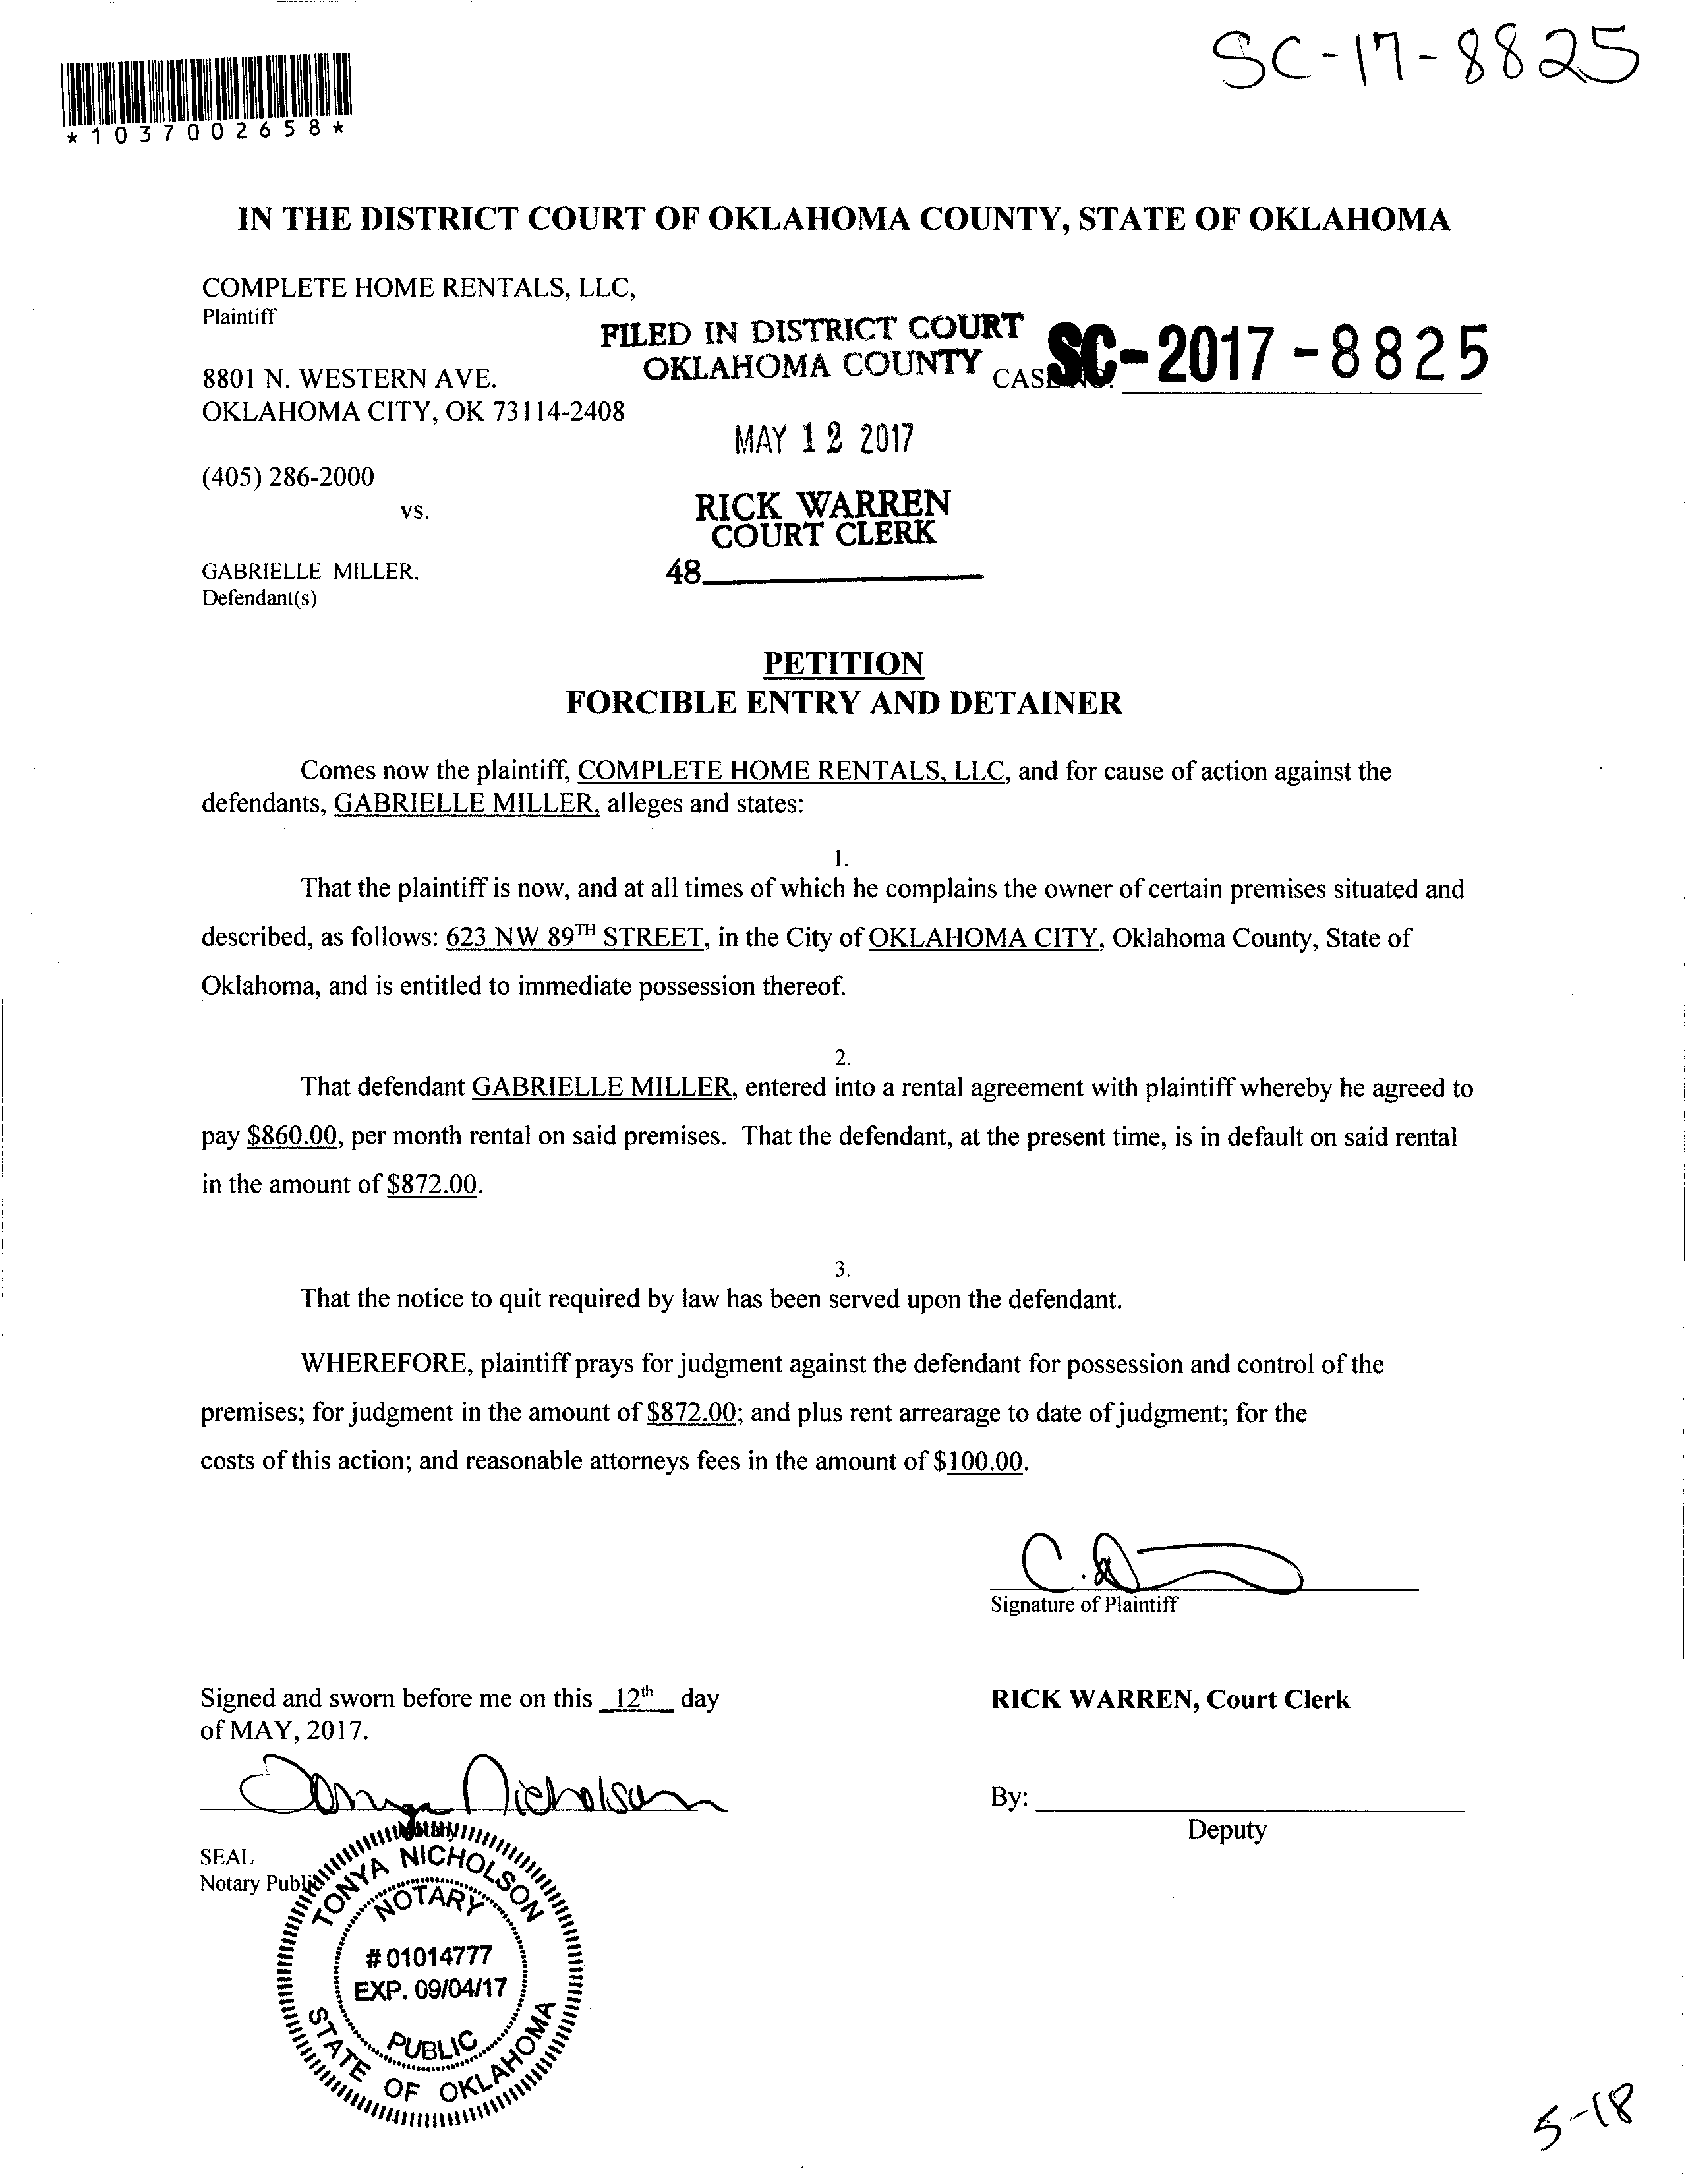 SC-17-8825
*1037002658*
IN THE DISTRICT COURT OF OKLAHOMA COUNTY, STATE OF OKLAHOMA
COMPLETE HOME RENTALS, LLC,
Plaintiff
FILED IN DISTRICT COURT
OKLAHOMA COUNTY
CASE NO. SC-2017-8825
8801 N. WESTERN AVE.
OKLAHOMA CITY, OK 73114-2408
MAY 12 2017
(405) 286-2000
vs.
RICK WARREN
COURT CLERK
48
GABRIELLE MILLER,
Defendant(s)
PETITION
FORCIBLE ENTRY AND DETAINER
Comes now the plaintiff, COMPLETE HOME RENTALS, LLC, and for cause of action against the
defendants, GABRIELLE MILLER, alleges and states:
1.
That the plaintiff is now, and at all times of which he complains the owner of certain premises situated and
described, as follows: 623 NW 89TH STREET, in the City of OKLAHOMA CITY, Oklahoma County, State of
Oklahoma, and is entitled to immediate possession thereof.
2.
That defendant GABRIELLE MILLER, entered into a rental agreement with plaintiff whereby he agreed to
pay $860.00, per month rental on said premises. That the defendant, at the present time, is in default on said rental
in the amount of $872.00.
3.
That the notice to quit required by law has been served upon the defendant.
WHEREFORE, plaintiff prays for judgment against the defendant for possession and control of the
premises; for judgment in the amount of $872.00; and plus rent arrearage to date of judgment; for the
costs of this action; and reasonable attorneys fees in the amount of $100.00.
Signature of Plaintiff
Signed and sworn before me on this 12th day
of MAY, 2017.
RICK WARREN, Court Clerk
Tonya Nicholson
Notary
By:
Deputy
SEAL
Notary Public
TONYA NICHOLSON
NOTARY
#01014777
EXP. 09/04/17
PUBLIC
STATE OF OKLAHOMA
5-18